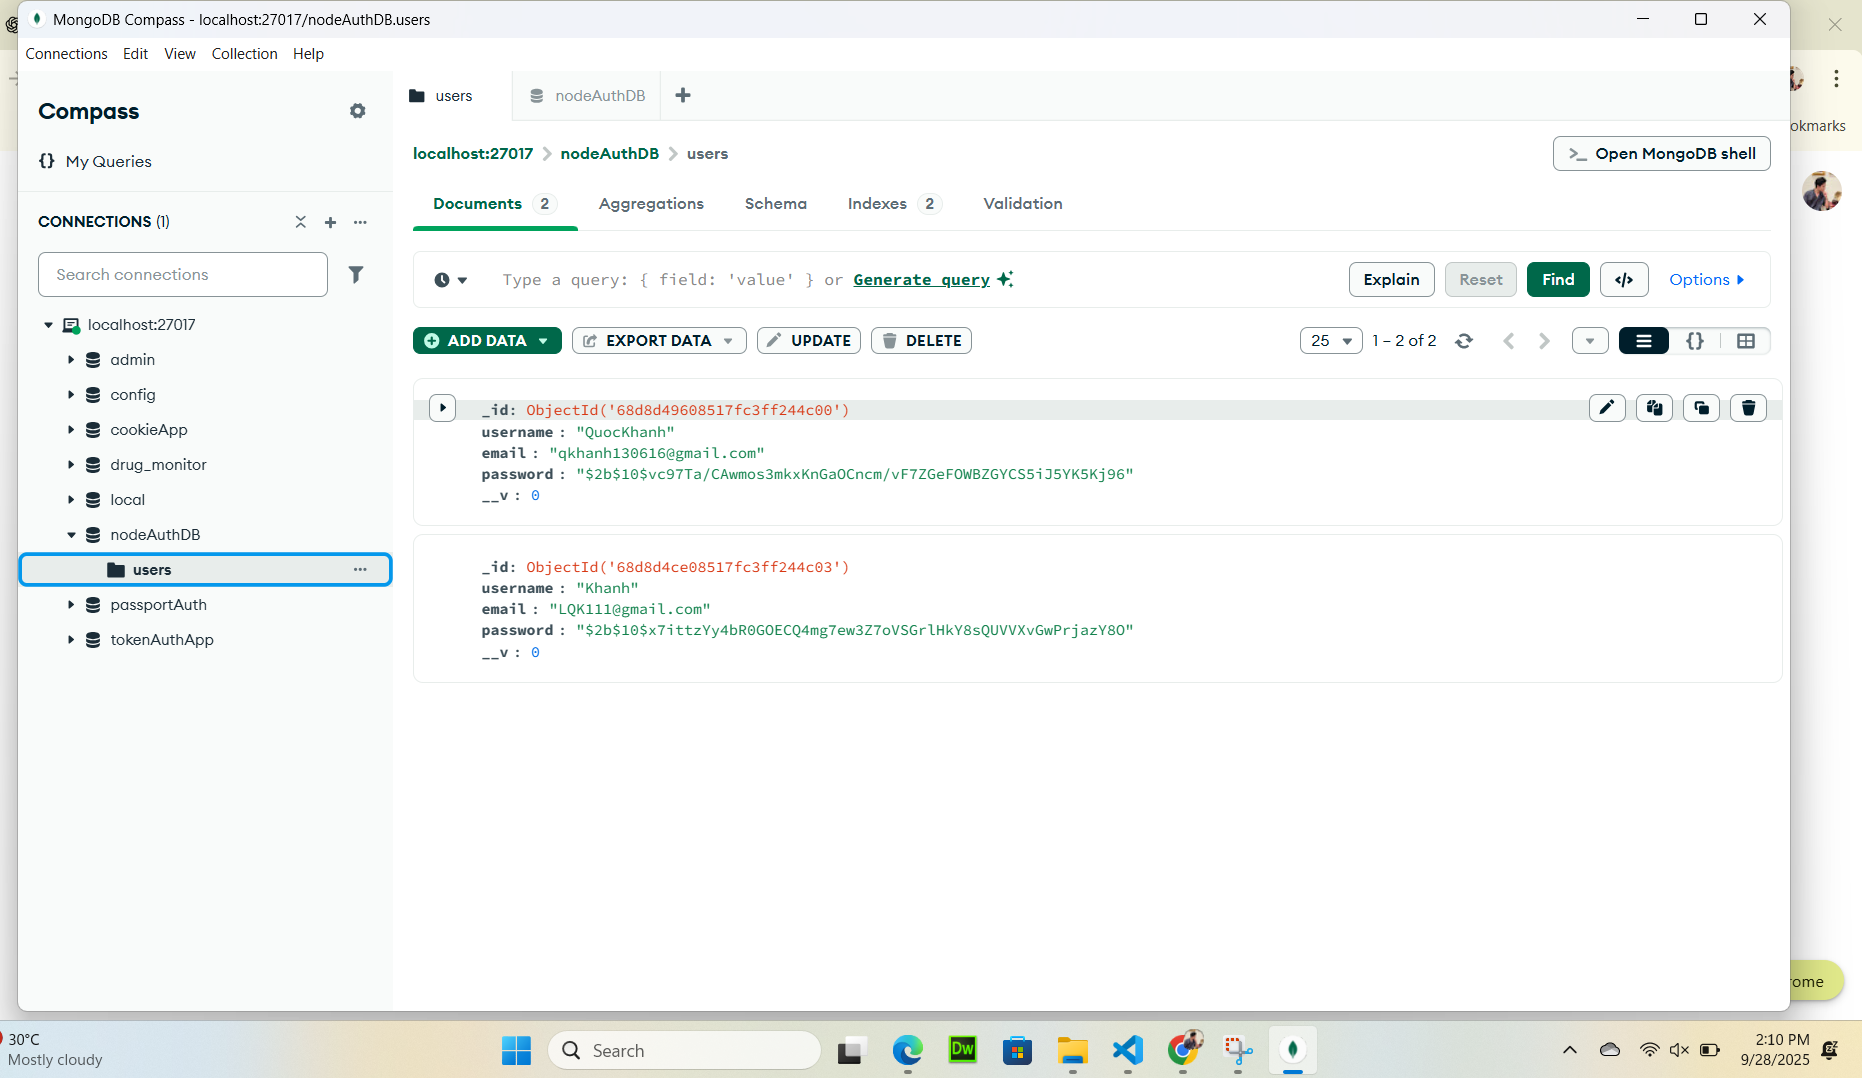 MongoDB Compass - localhost:27017/nodeAuthDB.users
Connections Edit View Collection Help
Compass
My Queries
CONNECTIONS (1)
Search connections
localhost:27017
admin
config
cookieApp
drug_monitor
local
nodeAuthDB
users
passportAuth
tokenAuthApp
users
nodeAuthDB
localhost:27017 nodeAuthDB users
Open MongoDB shell
Documents 2 Aggregations Schema Indexes 2 Validation
Type a query: { field: 'value' } or Generate query
Explain Reset Find Options
ADD DATA EXPORT DATA UPDATE DELETE
25 1 – 2 of 2
_id: ObjectId('68d8d49608517fc3ff244c00')
username : "QuocKhanh"
email : "qkhanh130616@gmail.com"
password : "$2b$10$vc97Ta/CAwmos3mkxKnGaOCncm/vF7ZGeFOWBZGYCS5iJ5YK5Kj96"
__v : 0
_id: ObjectId('68d8d4ce08517fc3ff244c03')
username : "Khanh"
email : "LQK111@gmail.com"
password : "$2b$10$x7ittzYy4bR0GOECQ4mg7ew3Z7oVSGrlHkY8sQUVVXvGwPrjazY8O"
__v : 0
okmarks
rome
30°C
Mostly cloudy
Search
Dw
2:10 PM
9/28/2025